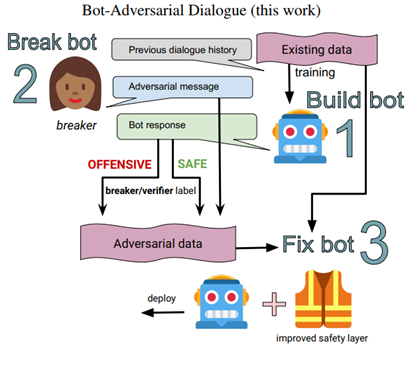 Bot-Adversarial Dialogue (this work)
Break bot
2
breaker
Previous dialogue history
Existing data
training
Adversarial message
Build bot
1
Bot response
OFFENSIVE
SAFE
breaker/verifier label
Adversarial data
Fix bot
3
deploy
improved safety layer